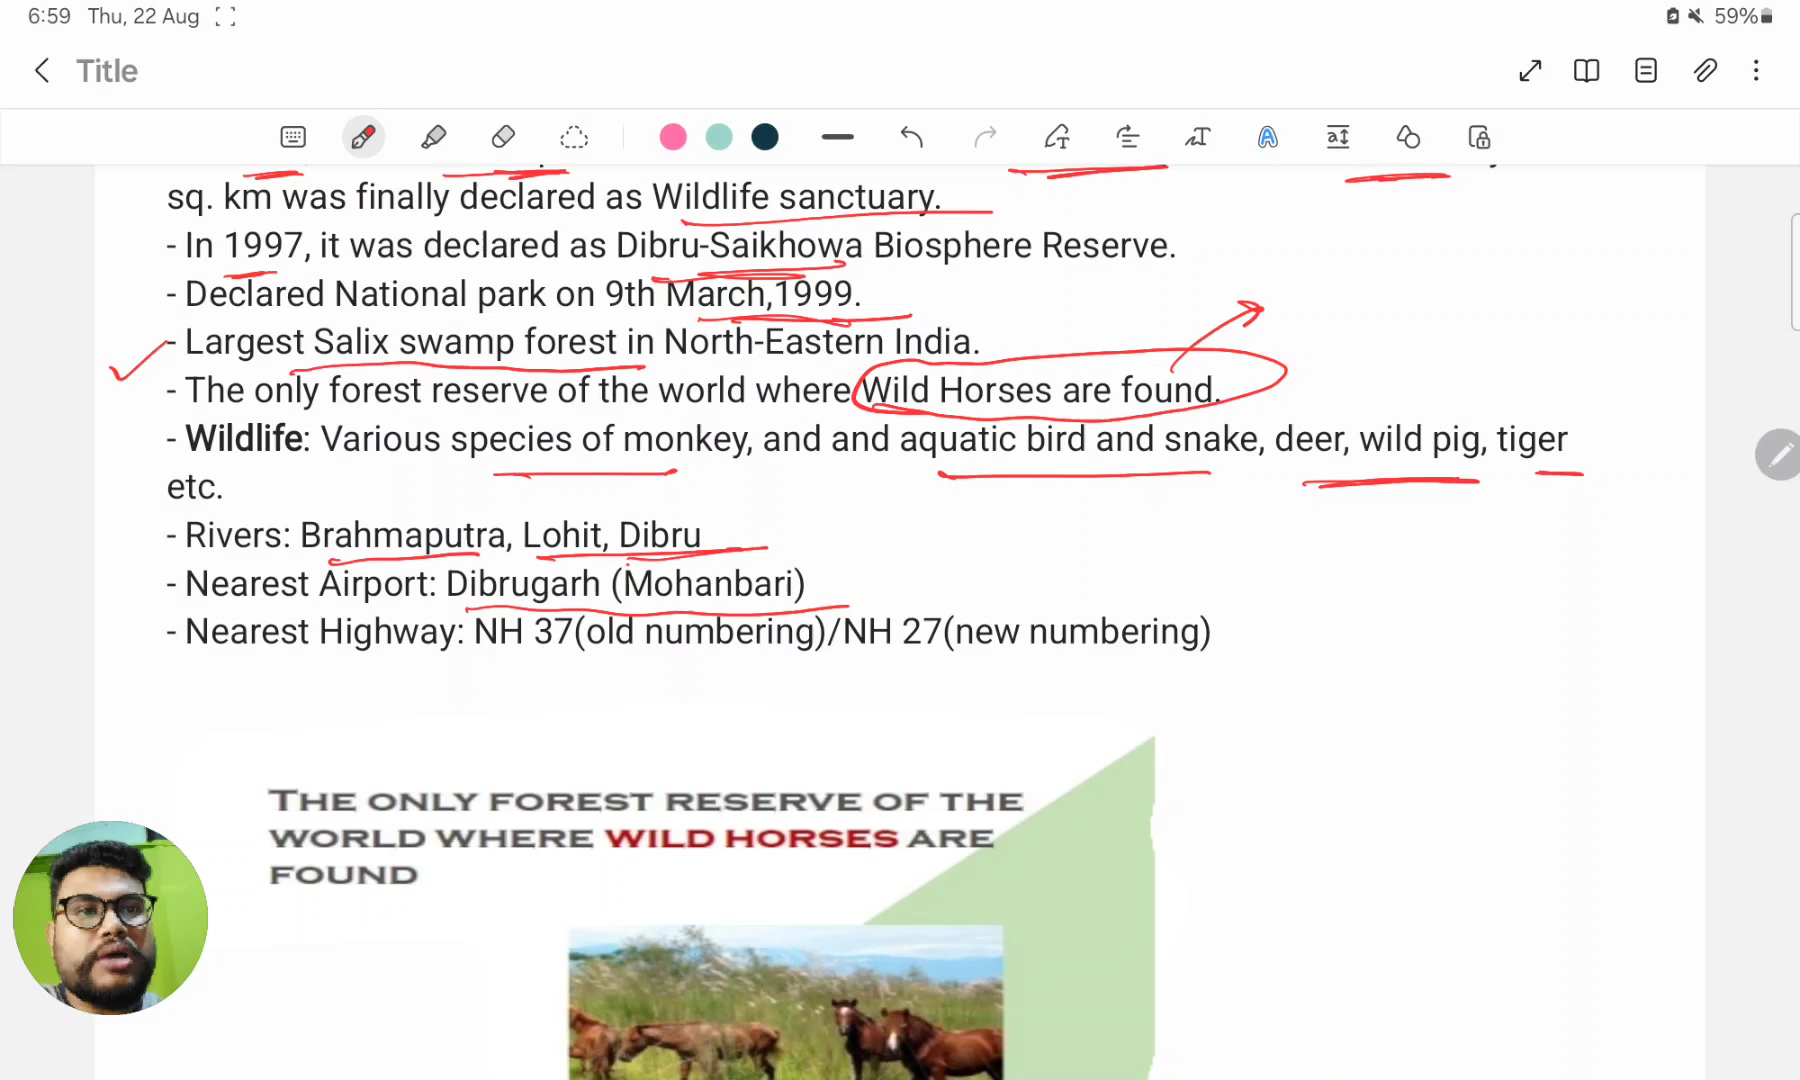 6:59 Thu, 22 Aug
59%
Title
sq. km was finally declared as Wildlife sanctuary.
- In 1997, it was declared as Dibru-Saikhowa Biosphere Reserve.
- Declared National park on 9th March,1999.
- Largest Salix swamp forest in North-Eastern India.
- The only forest reserve of the world where Wild Horses are found.
- Wildlife: Various species of monkey, and and aquatic bird and snake, deer, wild pig, tiger
etc.
- Rivers: Brahmaputra, Lohit, Dibru
- Nearest Airport: Dibrugarh (Mohanbari)
- Nearest Highway: NH 37(old numbering)/NH 27(new numbering)
THE ONLY FOREST RESERVE OF THE
WORLD WHERE WILD HORSES ARE
FOUND